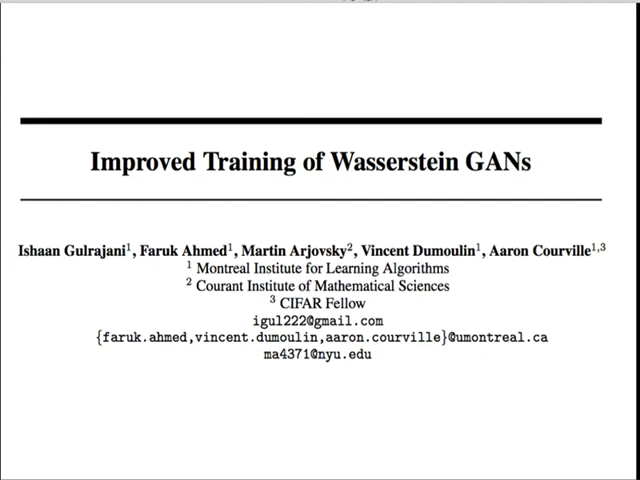 Improved Training of Wasserstein GANs
Ishaan Gulrajani¹, Faruk Ahmed¹, Martin Arjovsky², Vincent Dumoulin¹, Aaron Courville¹,³
¹ Montreal Institute for Learning Algorithms
² Courant Institute of Mathematical Sciences
³ CIFAR Fellow
igul222@gmail.com
{faruk.ahmed,vincent.dumoulin,aaron.courville}@umontreal.ca
ma4371@nyu.edu